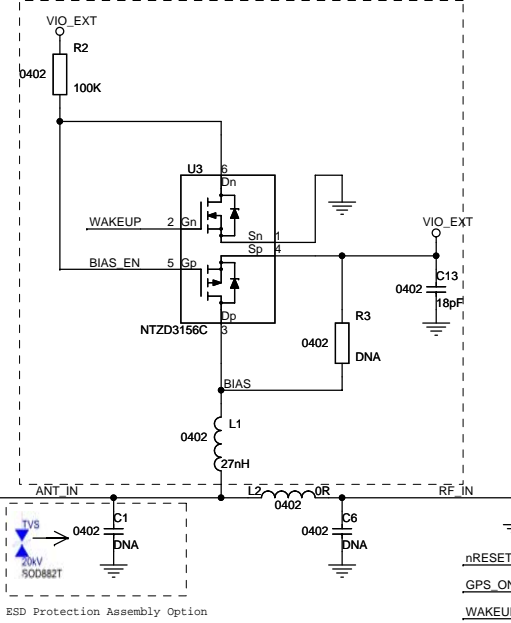 VIO_EXT
R2
0402
100K
U3
6
Dn
WAKEUP
2
Gn
Sn
1
Sp
4
VIO_EXT
BIAS_EN
5
Gp
C13
0402
18pF
Dp
NTZD3156C
3
R3
0402
DNA
BIAS
L1
0402
27nH
ANT_IN
L2
0R
RF_IN
0402
TVS
C1
0402
DNA
C6
0402
DNA
20kV
SOD882T
nRESET
GPS_ON
WAKEUP
ESD Protection Assembly Option